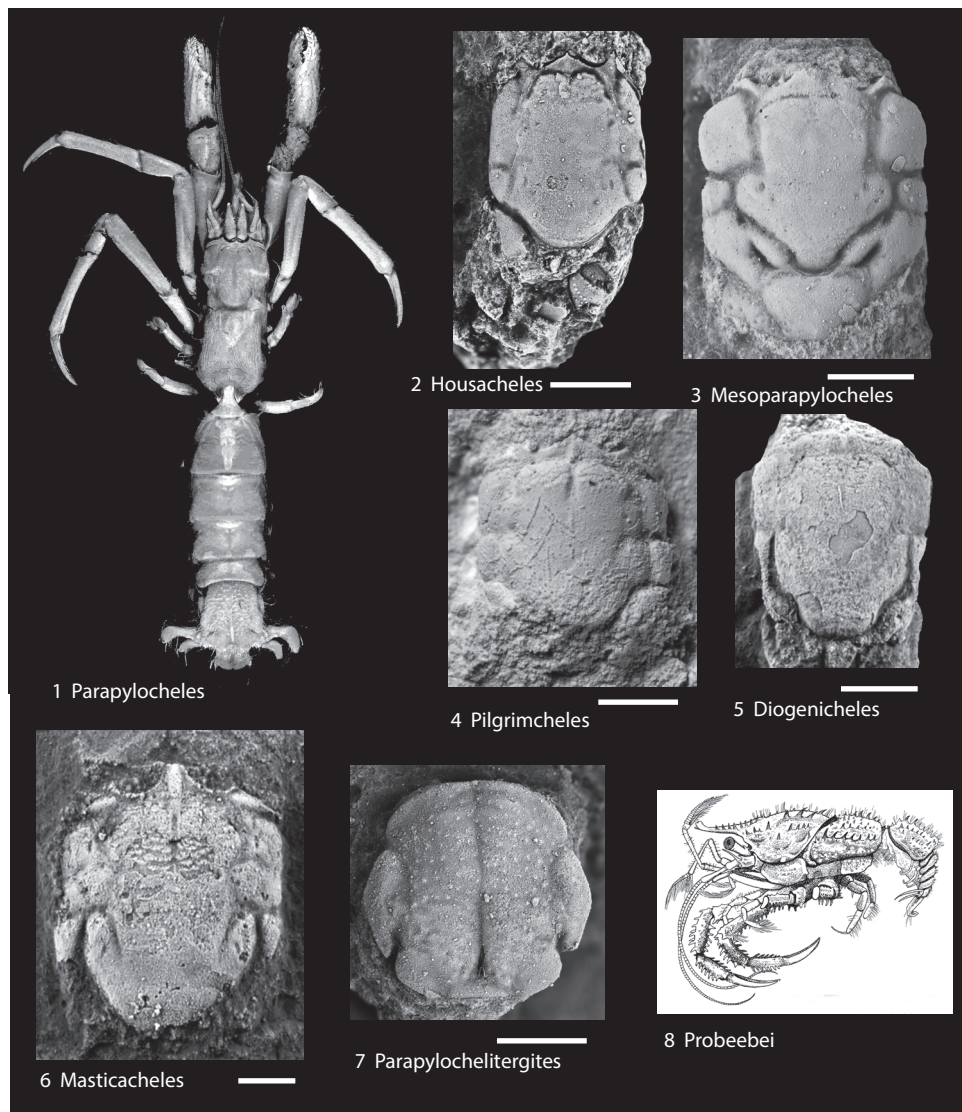 2 Housacheles
3 Mesoparapylocheles
1 Parapylocheles
4 Pilgrimcheles
5 Diogenicheles
6 Masticacheles
7 Parapylochelitergites
8 Probeebei